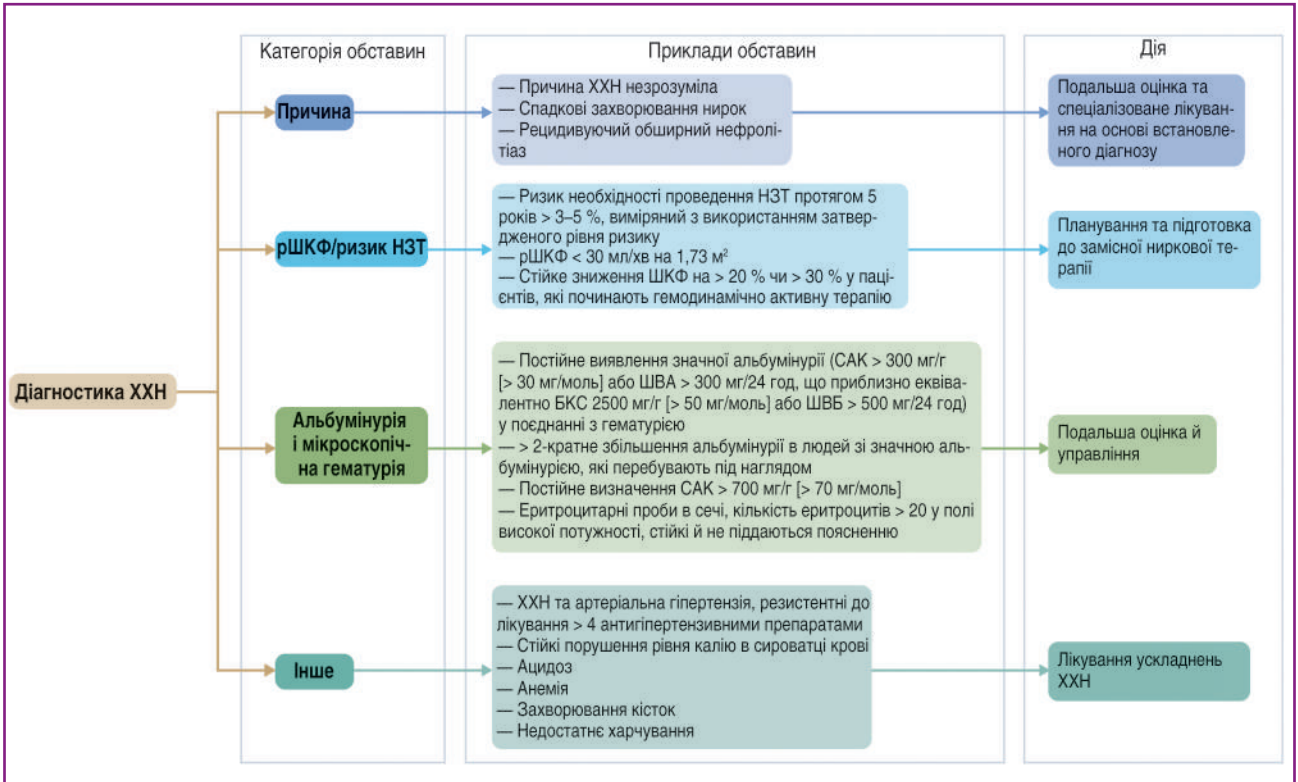 Категорія обставин
Приклади обставин
Дія
Діагностика ХХН
Причина
— Причина ХХН незрозуміла
— Спадкові захворювання нирок
— Рецидивуючий обширний нефролі-
тіаз
Подальша оцінка та
спеціалізоване лікуван-
ня на основі встановле-
ного діагнозу
рШКФ/ризик НЗТ
— Ризик необхідності проведення НЗТ протягом 5
років > 3–5 %, виміряний з використанням затвер-
дженого рівня ризику
— рШКФ < 30 мл/хв на 1,73 м²
— Стійке зниження ШКФ на > 20 % чи > 30 % у паці-
єнтів, які починають гемодинамічно активну терапію
Планування та підготовка
до замісної ниркової те-
рапії
Альбумінурія
і мікроскопіч-
на гематурія
— Постійне виявлення значної альбумінурії (САК > 300 мг/г
[> 30 мг/моль] або ШВА > 300 мг/24 год, що приблизно еквіва-
лентно БКС 2500 мг/г [> 50 мг/моль] або ШВБ > 500 мг/24 год)
у поєднанні з гематурією
— > 2-кратне збільшення альбумінурії в людей зі значною аль-
бумінурією, які перебувають під наглядом
— Постійне визначення САК > 700 мг/г [> 70 мг/моль]
— Еритроцитарні проби в сечі, кількість еритроцитів > 20 у полі
високої потужності, стійкі й не піддаються поясненню
Подальша оцінка й
управління
Інше
— ХХН та артеріальна гіпертензія, резистентні до
лікування > 4 антигіпертензивними препаратами
— Стійкі порушення рівня калію в сироватці крові
— Ацидоз
— Анемія
— Захворювання кісток
— Недостатнє харчування
Лікування ускладнень
ХХН